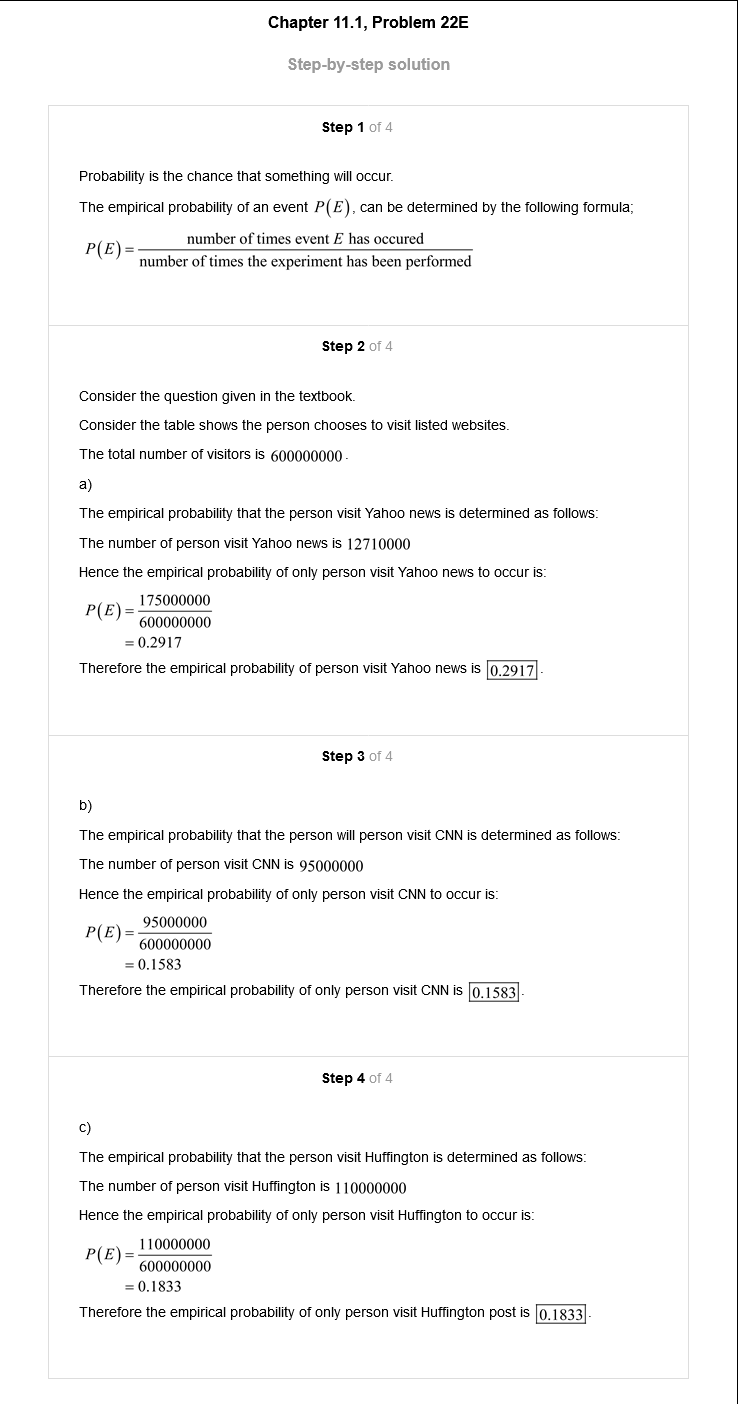 Chapter 11.1, Problem 22E
Step-by-step solution
Step 1 of 4
Probability is the chance that something will occur.
The empirical probability of an event P(E), can be determined by the following formula;
P(E) = number of times event E has occured / number of times the experiment has been performed
Step 2 of 4
Consider the question given in the textbook.
Consider the table shows the person chooses to visit listed websites.
The total number of visitors is 600000000.
a)
The empirical probability that the person visit Yahoo news is determined as follows:
The number of person visit Yahoo news is 12710000
Hence the empirical probability of only person visit Yahoo news to occur is:
P(E) = 175000000 / 600000000
= 0.2917
Therefore the empirical probability of person visit Yahoo news is 0.2917.
Step 3 of 4
b)
The empirical probability that the person will person visit CNN is determined as follows:
The number of person visit CNN is 95000000
Hence the empirical probability of only person visit CNN to occur is:
P(E) = 95000000 / 600000000
= 0.1583
Therefore the empirical probability of only person visit CNN is 0.1583.
Step 4 of 4
c)
The empirical probability that the person visit Huffington is determined as follows:
The number of person visit Huffington is 110000000
Hence the empirical probability of only person visit Huffington to occur is:
P(E) = 110000000 / 600000000
= 0.1833
Therefore the empirical probability of only person visit Huffington post is 0.1833.